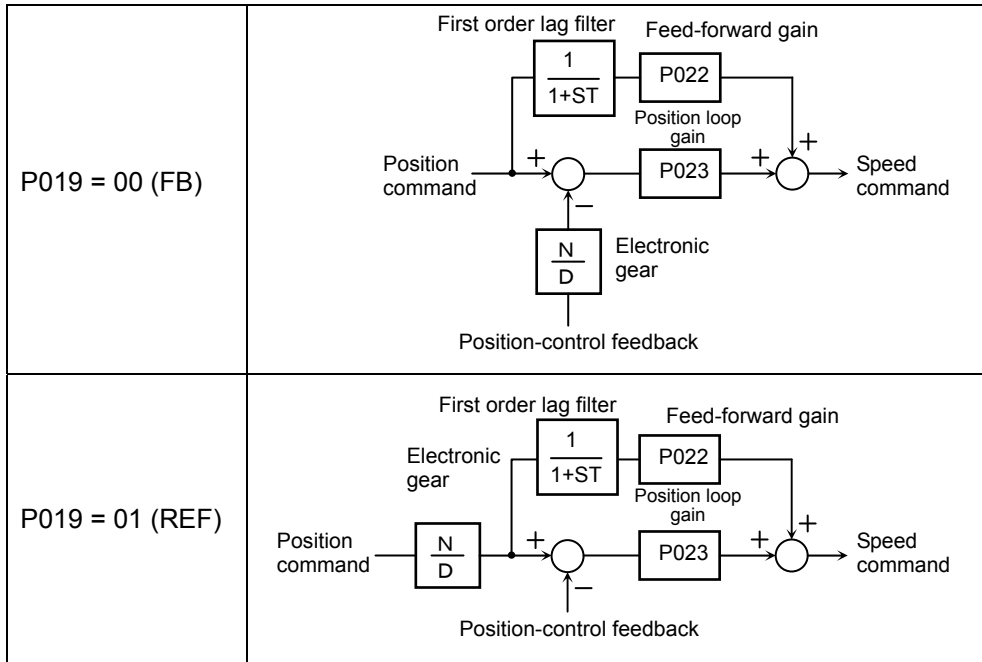 P019 = 00 (FB)
First order lag filter
Feed-forward gain
1
1+ST
P022
Position loop
gain
Position
command
+
P023
+
+
Speed
command
−
N
D
Electronic
gear
Position-control feedback
P019 = 01 (REF)
First order lag filter
Feed-forward gain
Electronic
gear
1
1+ST
P022
Position loop
gain
Position
command
N
D
+
P023
+
+
Speed
command
−
Position-control feedback